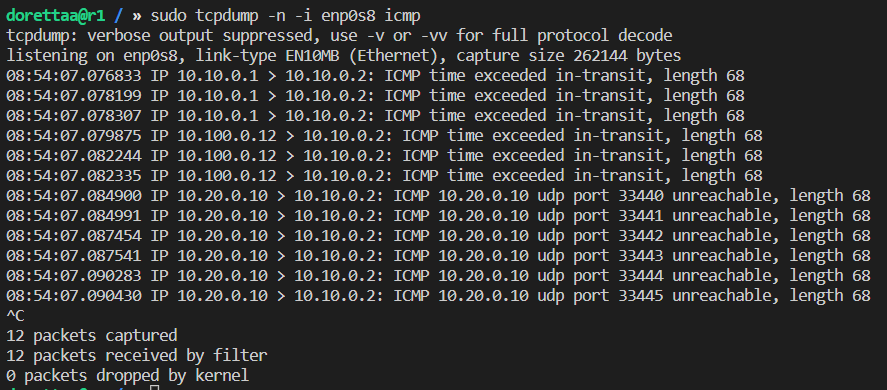 dorettaa@r1 / » sudo tcpdump -n -i enp0s8 icmp
tcpdump: verbose output suppressed, use -v or -vv for full protocol decode
listening on enp0s8, link-type EN10MB (Ethernet), capture size 262144 bytes
08:54:07.076833 IP 10.10.0.1 > 10.10.0.2: ICMP time exceeded in-transit, length 68
08:54:07.078199 IP 10.10.0.1 > 10.10.0.2: ICMP time exceeded in-transit, length 68
08:54:07.078307 IP 10.10.0.1 > 10.10.0.2: ICMP time exceeded in-transit, length 68
08:54:07.079875 IP 10.100.0.12 > 10.10.0.2: ICMP time exceeded in-transit, length 68
08:54:07.082244 IP 10.100.0.12 > 10.10.0.2: ICMP time exceeded in-transit, length 68
08:54:07.082335 IP 10.100.0.12 > 10.10.0.2: ICMP time exceeded in-transit, length 68
08:54:07.084900 IP 10.20.0.10 > 10.10.0.2: ICMP 10.20.0.10 udp port 33440 unreachable, length 68
08:54:07.084991 IP 10.20.0.10 > 10.10.0.2: ICMP 10.20.0.10 udp port 33441 unreachable, length 68
08:54:07.087454 IP 10.20.0.10 > 10.10.0.2: ICMP 10.20.0.10 udp port 33442 unreachable, length 68
08:54:07.087541 IP 10.20.0.10 > 10.10.0.2: ICMP 10.20.0.10 udp port 33443 unreachable, length 68
08:54:07.090283 IP 10.20.0.10 > 10.10.0.2: ICMP 10.20.0.10 udp port 33444 unreachable, length 68
08:54:07.090430 IP 10.20.0.10 > 10.10.0.2: ICMP 10.20.0.10 udp port 33445 unreachable, length 68
^C
12 packets captured
12 packets received by filter
0 packets dropped by kernel